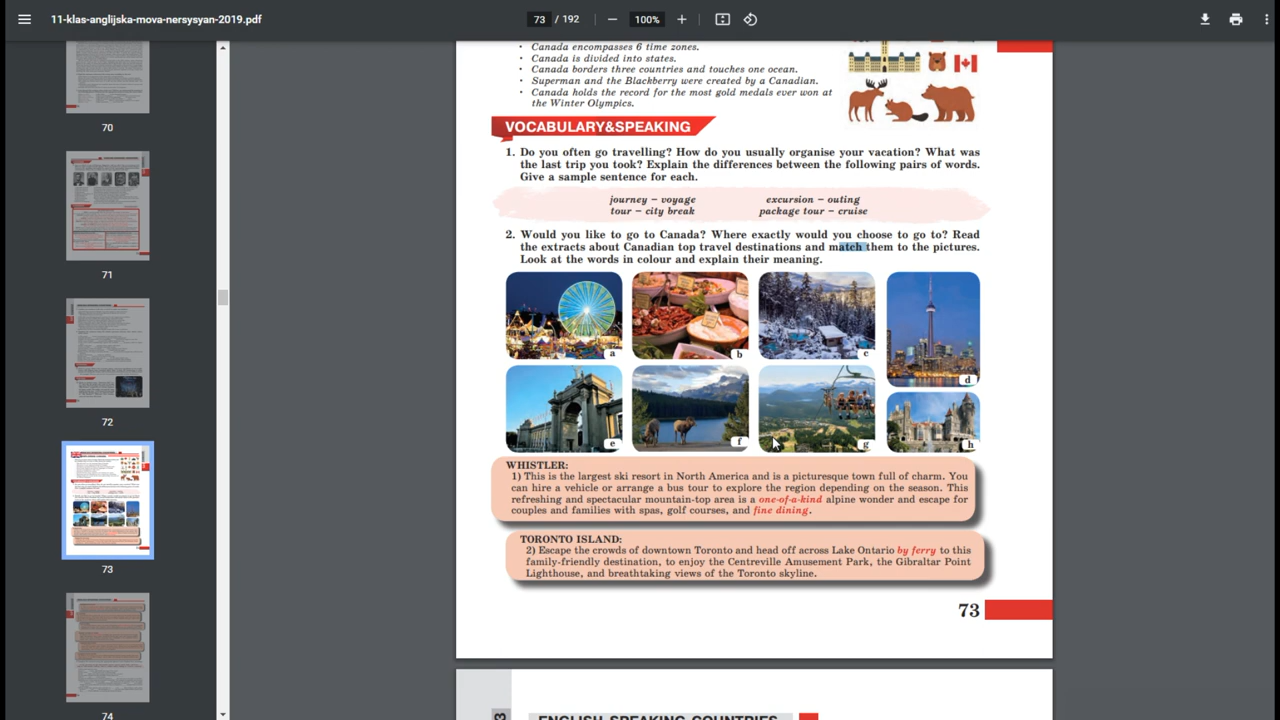 11-klas-anglijska-mova-nersysyan-2019.pdf
73 / 192
100%
70
71
72
73
74
• Canada encompasses 6 time zones.
• Canada is divided into states.
• Canada borders three countries and touches one ocean.
• Superman and the Blackberry were created by a Canadian.
• Canada holds the record for the most gold medals ever won at
the Winter Olympics.
VOCABULARY&SPEAKING
1. Do you often go travelling? How do you usually organise your vacation? What was
the last trip you took? Explain the differences between the following pairs of words.
Give a sample sentence for each.
journey – voyage
excursion – outing
tour – city break
package tour – cruise
2. Would you like to go to Canada? Where exactly would you choose to go to? Read
the extracts about Canadian top travel destinations and match them to the pictures.
Look at the words in colour and explain their meaning.
a
b
c
d
e
f
g
h
WHISTLER:
1) This is the largest ski resort in North America and is a picturesque town full of charm. You
can hire a vehicle or arrange a bus tour to explore the region depending on the season. This
refreshing and spectacular mountain-top area is a one-of-a-kind alpine wonder and escape for
couples and families with spas, golf courses, and fine dining.
TORONTO ISLAND:
2) Escape the crowds of downtown Toronto and head off across Lake Ontario by ferry to this
family-friendly destination, to enjoy the Centreville Amusement Park, the Gibraltar Point
Lighthouse, and breathtaking views of the Toronto skyline.
73
3
ENGLISH-SPEAKING COUNTRIES